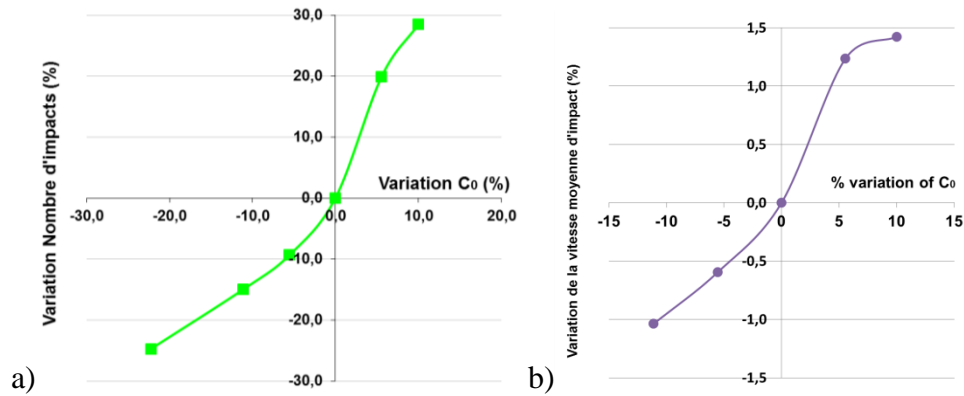 30,0
20,0
10,0
0,0
-10,0
-20,0
-30,0
-30,0 -20,0 -10,0 0,0 10,0 20,0
Variation Nombre d'impacts (%)
Variation C0 (%)
a)
1,5
1,0
0,5
0,0
-0,5
-1,0
-1,5
-15 -10 -5 0 5 10 15
Variation de la vitesse moyenne d'impact (%)
% variation of C0
b)